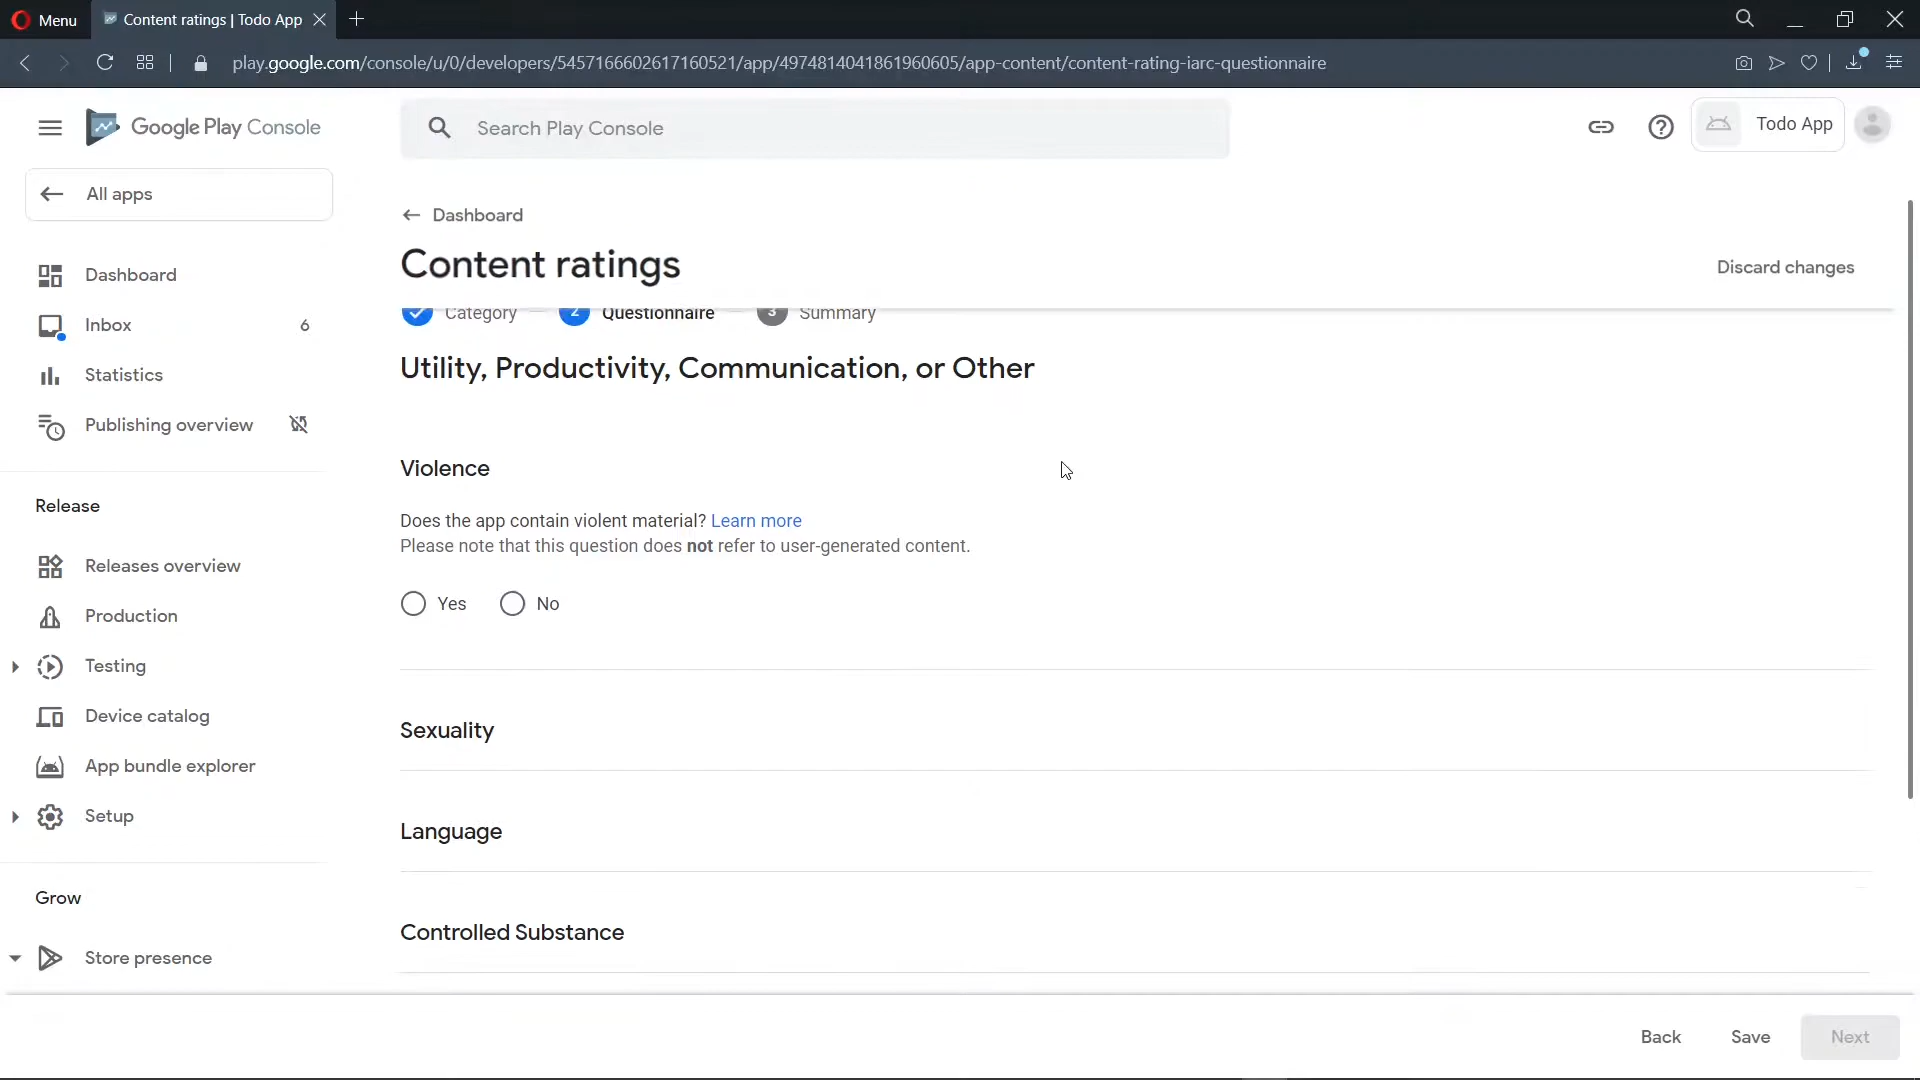 Menu
Content ratings | Todo App
play.google.com/console/u/0/developers/5457166602617160521/app/4974814041861960605/app-content/content-rating-iarc-questionnaire
Google Play Console
Search Play Console
Todo App
All apps
Dashboard
Content ratings
Discard changes
Dashboard
Inbox 6
Statistics
Publishing overview
Release
Releases overview
Production
Testing
Device catalog
App bundle explorer
Setup
Grow
Store presence
Category 2 Questionnaire 3 Summary
Utility, Productivity, Communication, or Other
Violence
Does the app contain violent material? Learn more
Please note that this question does not refer to user-generated content.
Yes No
Sexuality
Language
Controlled Substance
Back Save Next